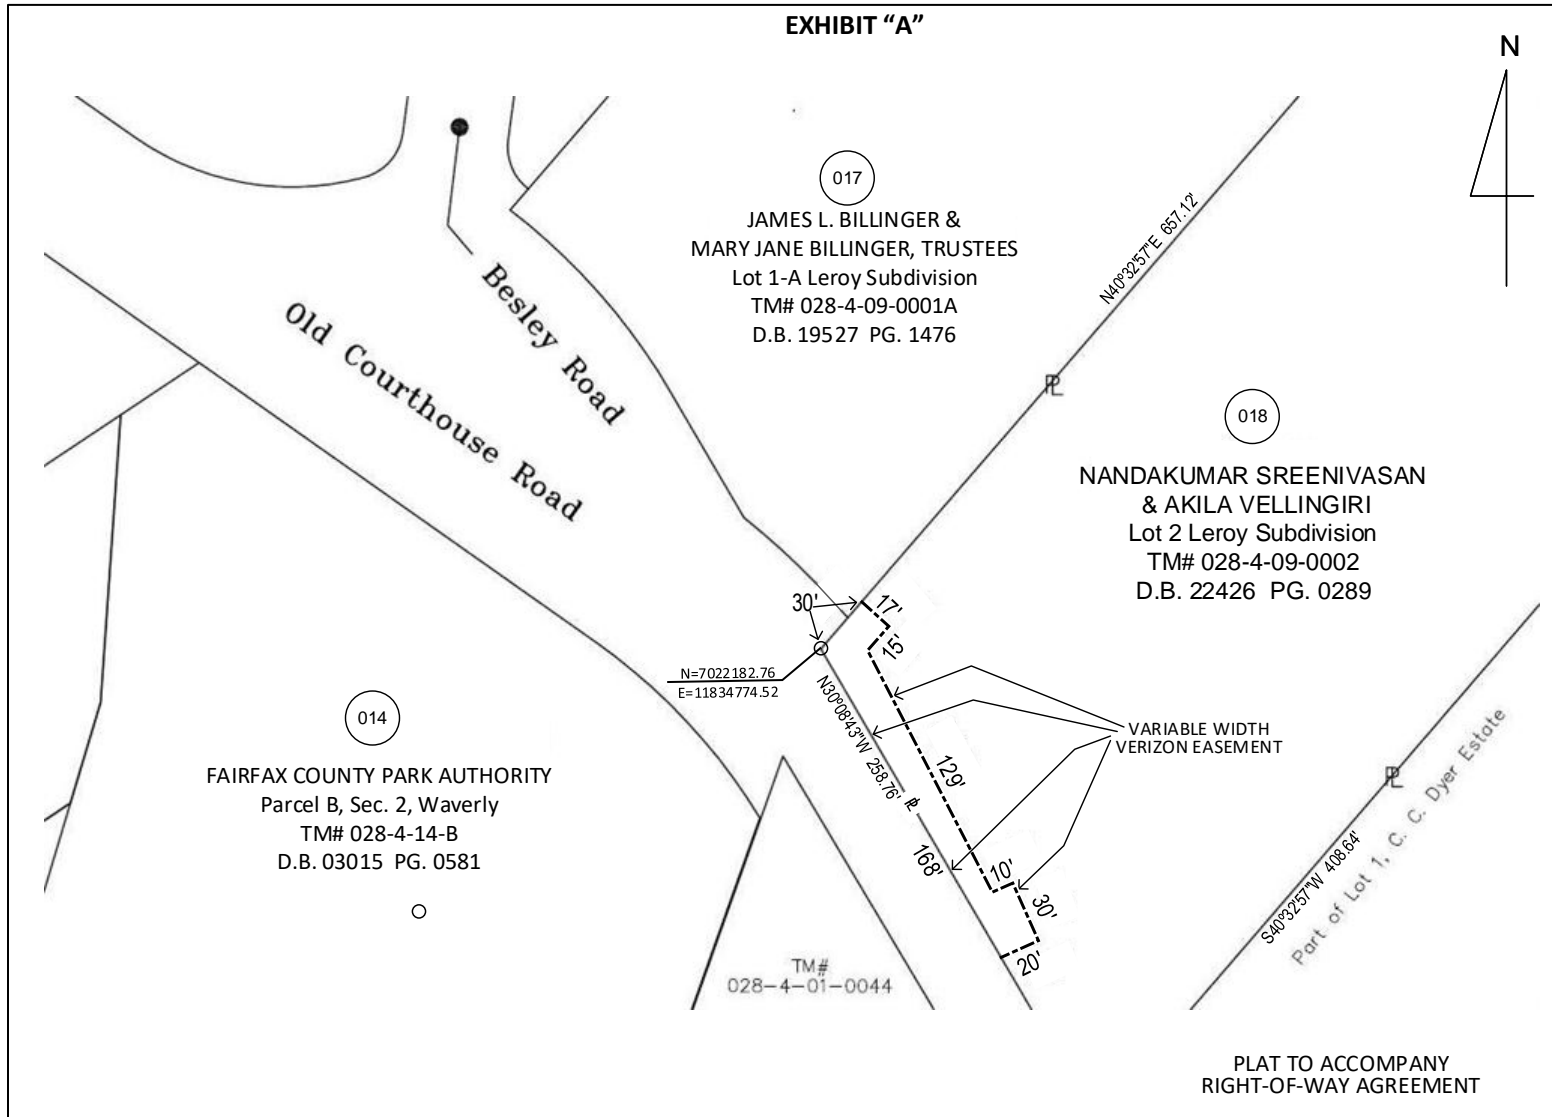 EXHIBIT “A”
N
017
JAMES L. BILLINGER &
MARY JANE BILLINGER, TRUSTEES
Lot 1-A Leroy Subdivision
TM# 028-4-09-0001A
D.B. 19527 PG. 1476
N40°32'57"E 657.12'
Besley Road
Old Courthouse Road
PL
018
NANDAKUMAR SREENIVASAN
& AKILA VELLINGIRI
Lot 2 Leroy Subdivision
TM# 028-4-09-0002
D.B. 22426 PG. 0289
30'
17'
15'
N=7022182.76
E=11834774.52
N30°08'43"W 258.76'
PL
129'
168'
10'
30'
20'
VARIABLE WIDTH
VERIZON EASEMENT
014
FAIRFAX COUNTY PARK AUTHORITY
Parcel B, Sec. 2, Waverly
TM# 028-4-14-B
D.B. 03015 PG. 0581
TM#
028-4-01-0044
PL
S40°32'57"W 408.64'
Part of Lot 1, C. C. Dyer Estate
PLAT TO ACCOMPANY
RIGHT-OF-WAY AGREEMENT